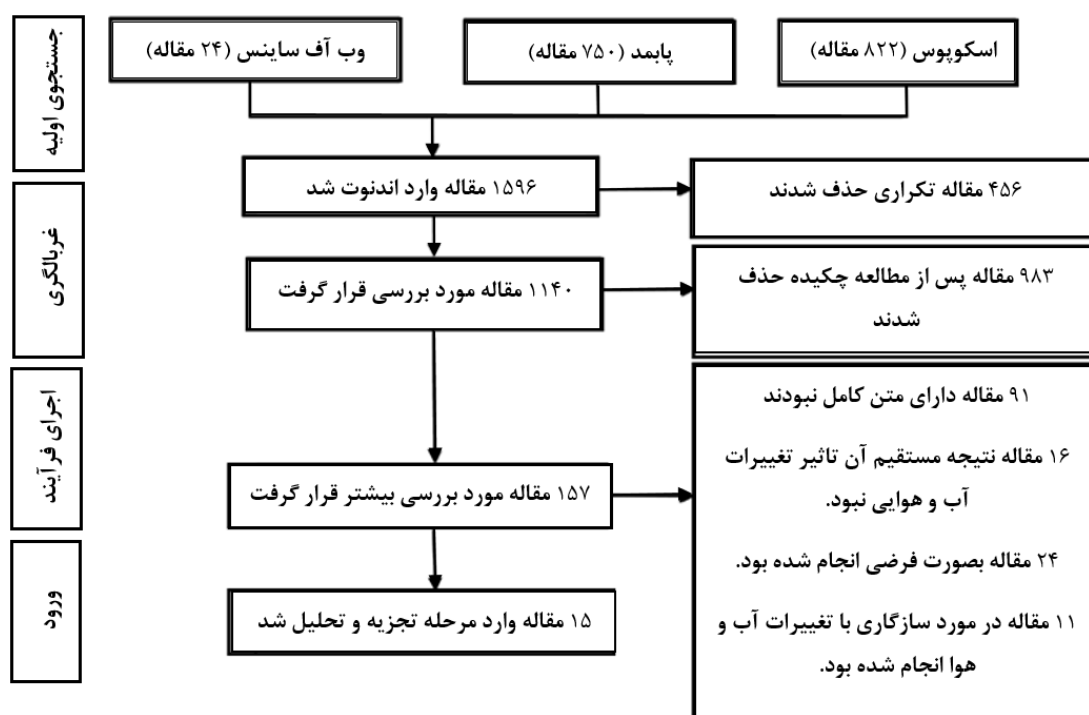 جستجوی اولیه
اسکوپوس (۸۲۲ مقاله)
پابمد (۷۵۰ مقاله)
وب آف ساینس (۲۴ مقاله)
غربالگری
۱۵۹۶ مقاله وارد اندنوت شد
۴۵۶ مقاله تکراری حذف شدند
۱۱۴۰ مقاله مورد بررسی قرار گرفت
۹۸۳ مقاله پس از مطالعه چکیده حذف
شدند
اجرای فرآیند
۱۵۷ مقاله مورد بررسی بیشتر قرار گرفت
۹۱ مقاله دارای متن کامل نبودند
۱۶ مقاله نتیجه مستقیم آن تاثیر تغییرات
آب و هوایی نبود.
۲۴ مقاله بصورت فرضی انجام شده بود.
۱۱ مقاله در مورد سازگاری با تغییرات آب و
هوا انجام شده بود.
ورود
۱۵ مقاله وارد مرحله تجزیه و تحلیل شد